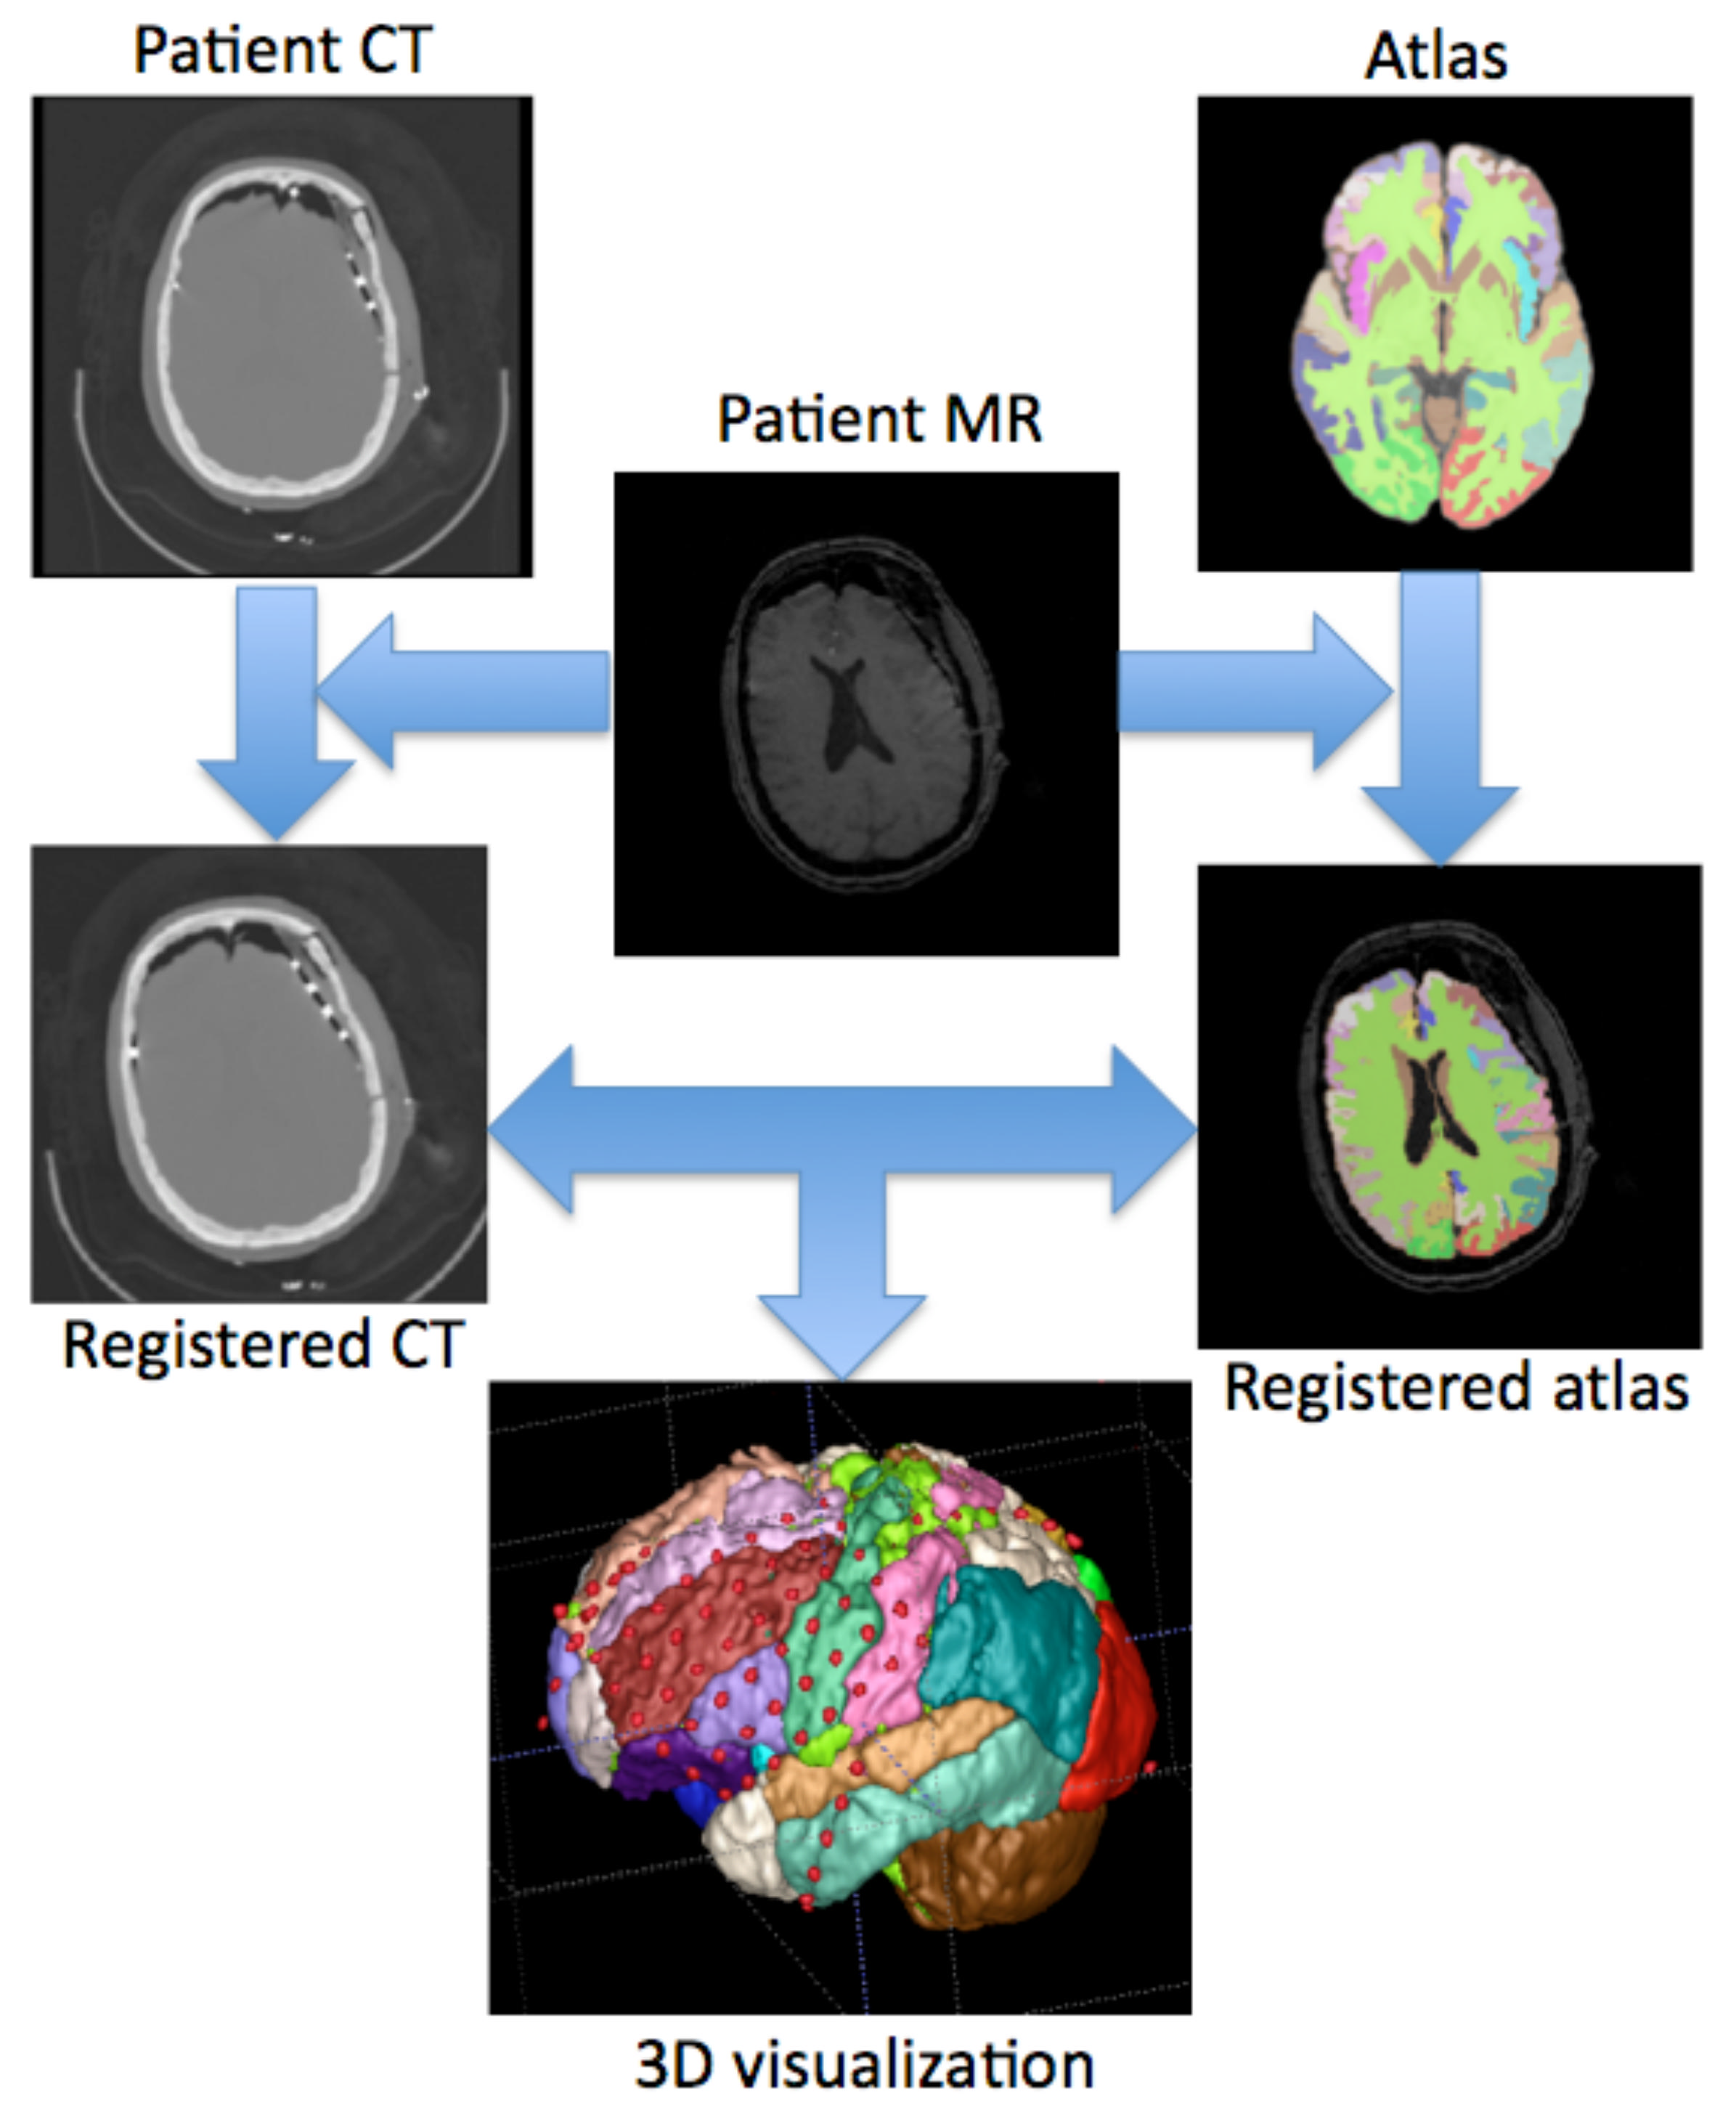 Patient CT
Atlas
Patient MR
Registered CT
Registered atlas
3D visualization